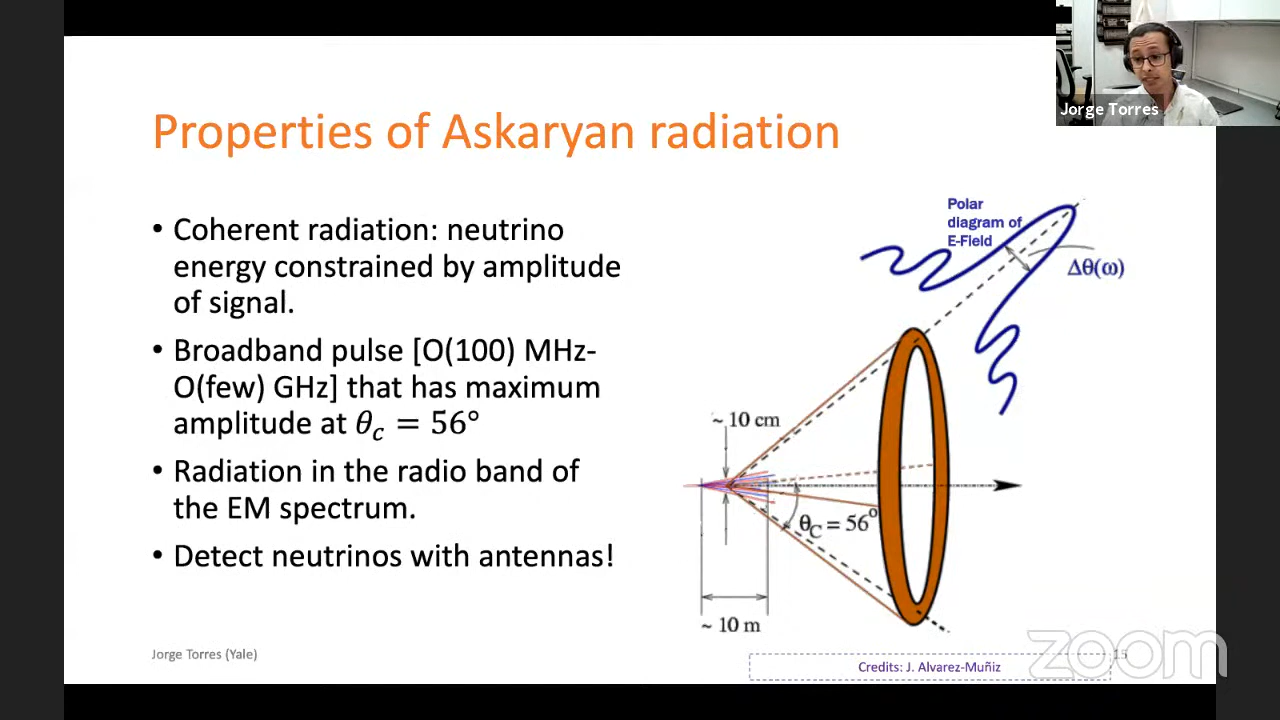 Jorge Torres
Properties of Askaryan radiation
• Coherent radiation: neutrino
energy constrained by amplitude
of signal.
• Broadband pulse [O(100) MHz-
O(few) GHz] that has maximum
amplitude at θc = 56°
• Radiation in the radio band of
the EM spectrum.
• Detect neutrinos with antennas!
Polar
diagram of
E-Field
Δθ(ω)
~ 10 cm
θC = 56°
~ 10 m
Jorge Torres (Yale)
Credits: J. Alvarez-Muñiz
15
zoom